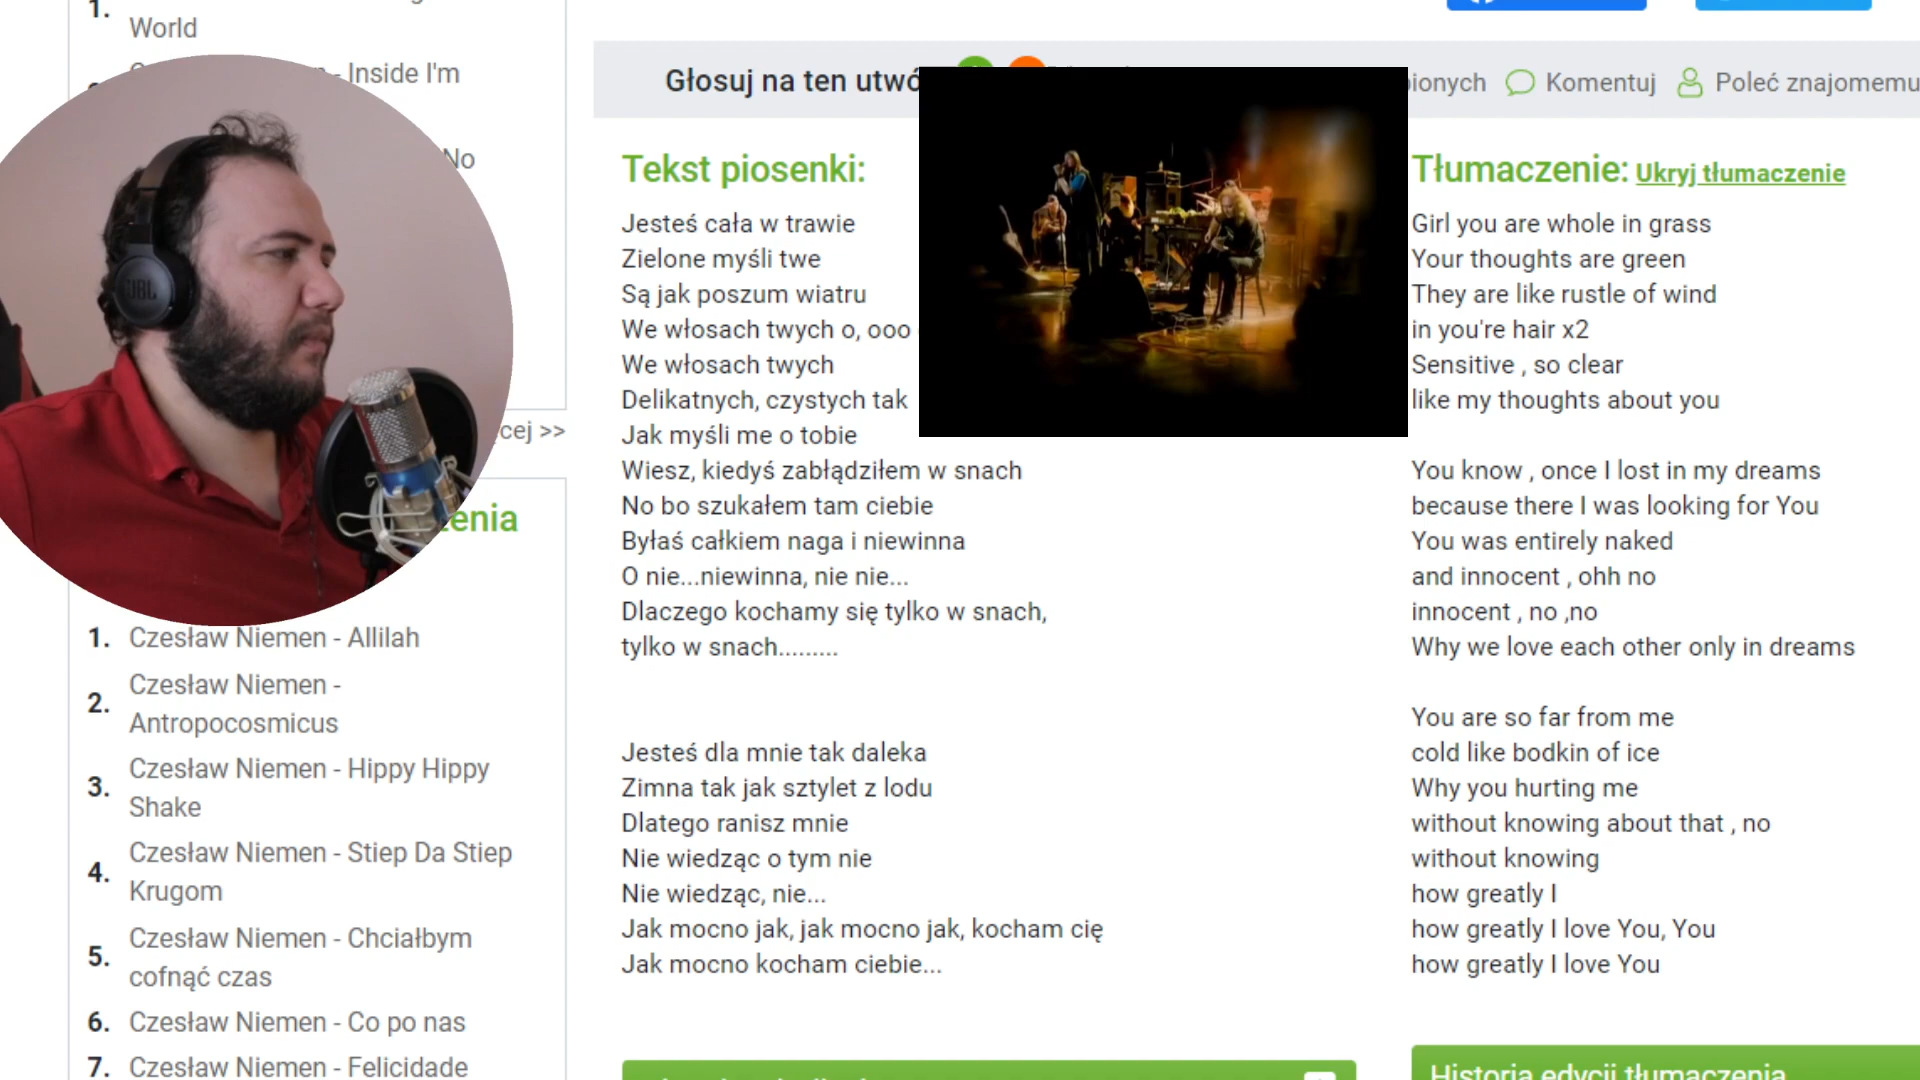 1.
World
- Inside I'm
No
cej >>
zenia
1. Czesław Niemen - Allilah
2. Czesław Niemen -
Antropocosmicus
3. Czesław Niemen - Hippy Hippy
Shake
4. Czesław Niemen - Stiep Da Stiep
Krugom
5. Czesław Niemen - Chciałbym
cofnąć czas
6. Czesław Niemen - Co po nas
7. Czesław Niemen - Felicidade
JBL
Głosuj na ten utwó
ionych Komentuj Poleć znajomemu
Tekst piosenki:
Jesteś cała w trawie
Zielone myśli twe
Są jak poszum wiatru
We włosach twych o, ooo
We włosach twych
Delikatnych, czystych tak
Jak myśli me o tobie
Wiesz, kiedyś zabłądziłem w snach
No bo szukałem tam ciebie
Byłaś całkiem naga i niewinna
O nie...niewinna, nie nie...
Dlaczego kochamy się tylko w snach,
tylko w snach.........
Jesteś dla mnie tak daleka
Zimna tak jak sztylet z lodu
Dlatego ranisz mnie
Nie wiedząc o tym nie
Nie wiedząc, nie...
Jak mocno jak, jak mocno jak, kocham cię
Jak mocno kocham ciebie...
Tłumaczenie: Ukryj tłumaczenie
Girl you are whole in grass
Your thoughts are green
They are like rustle of wind
in you're hair x2
Sensitive , so clear
like my thoughts about you
You know , once I lost in my dreams
because there I was looking for You
You was entirely naked
and innocent , ohh no
innocent , no ,no
Why we love each other only in dreams
You are so far from me
cold like bodkin of ice
Why you hurting me
without knowing about that , no
without knowing
how greatly I
how greatly I love You, You
how greatly I love You
Historia edycji tłumaczenia